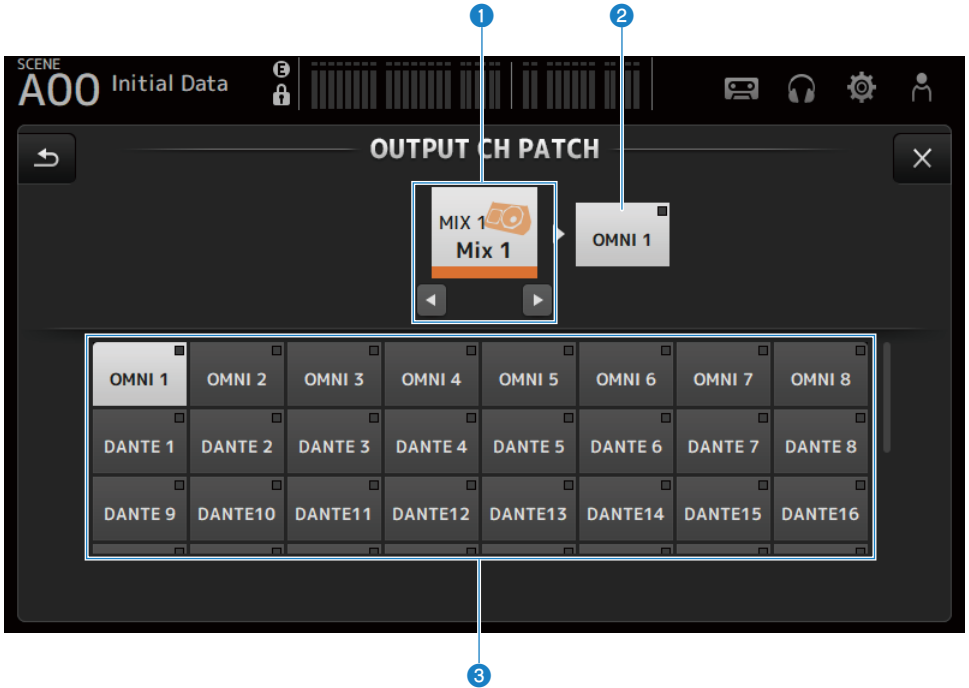 1 2
SCENE
A00 Initial Data E
OUTPUT CH PATCH
MIX 1
Mix 1
OMNI 1
OMNI 1 OMNI 2 OMNI 3 OMNI 4 OMNI 5 OMNI 6 OMNI 7 OMNI 8
DANTE 1 DANTE 2 DANTE 3 DANTE 4 DANTE 5 DANTE 6 DANTE 7 DANTE 8
DANTE 9 DANTE10 DANTE11 DANTE12 DANTE13 DANTE14 DANTE15 DANTE16
3